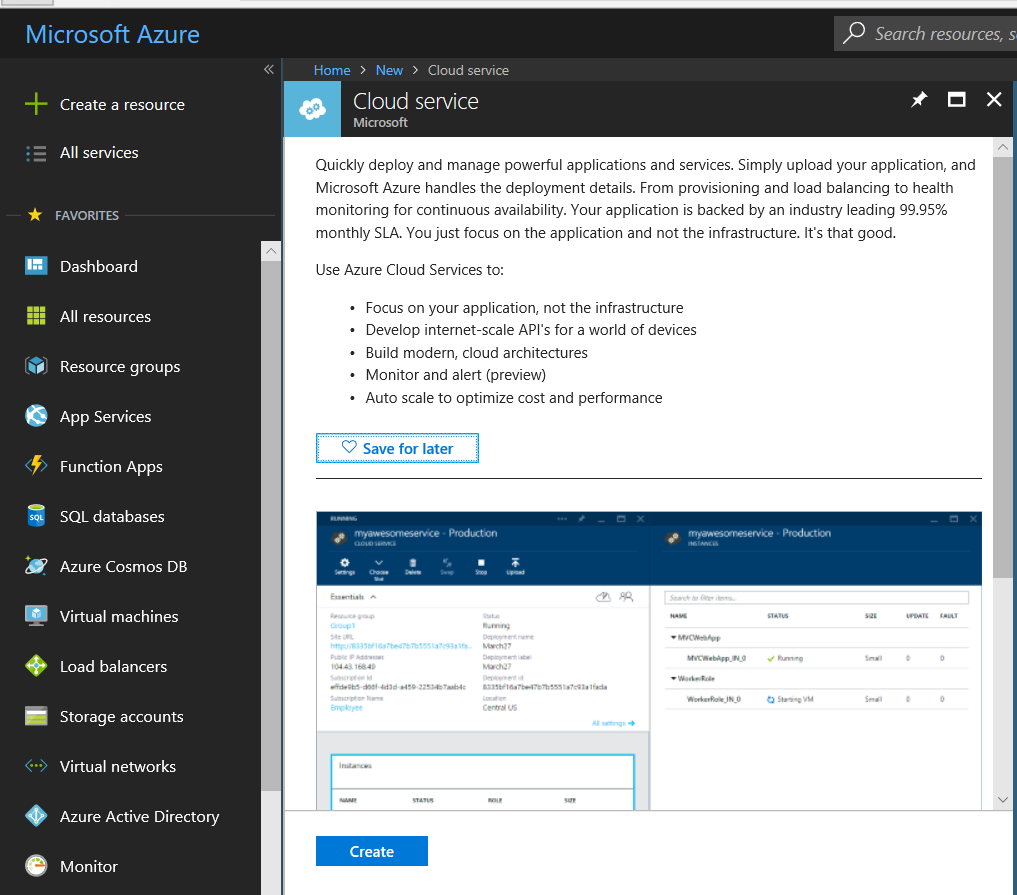 Microsoft Azure
Search resources, s
Create a resource
All services
FAVORITES
Dashboard
All resources
Resource groups
App Services
Function Apps
SQL databases
Azure Cosmos DB
Virtual machines
Load balancers
Storage accounts
Virtual networks
Azure Active Directory
Monitor
Home > New > Cloud service
Cloud service
Microsoft
Quickly deploy and manage powerful applications and services. Simply upload your application, and
Microsoft Azure handles the deployment details. From provisioning and load balancing to health
monitoring for continuous availability. Your application is backed by an industry leading 99.95%
monthly SLA. You just focus on the application and not the infrastructure. It's that good.
Use Azure Cloud Services to:
• Focus on your application, not the infrastructure
• Develop internet-scale API's for a world of devices
• Build modern, cloud architectures
• Monitor and alert (preview)
• Auto scale to optimize cost and performance
Save for later
RUNNING
myawesomeservice - Production
CLOUD SERVICE
Settings Choose Slot Delete Swap Stop Upload
Essentials
Resource group
Group1
Site URL
Public IP Addresses
104.43.168.49
Subscription Id
Subscription Name
Employee
Status
Running
Deployment name
March27
Deployment label
March27
Deployment id
Location
Central US
All settings
Instances
NAME STATUS ROLE SIZE
myawesomeservice - Production
INSTANCES
Search to filter items...
NAME STATUS SIZE UPDATE FAULT
MVCWebApp
MVCWebApp_IN_0 Running Small 0 0
WorkerRole
WorkerRole_IN_0 Starting VM Small 0 0
Create